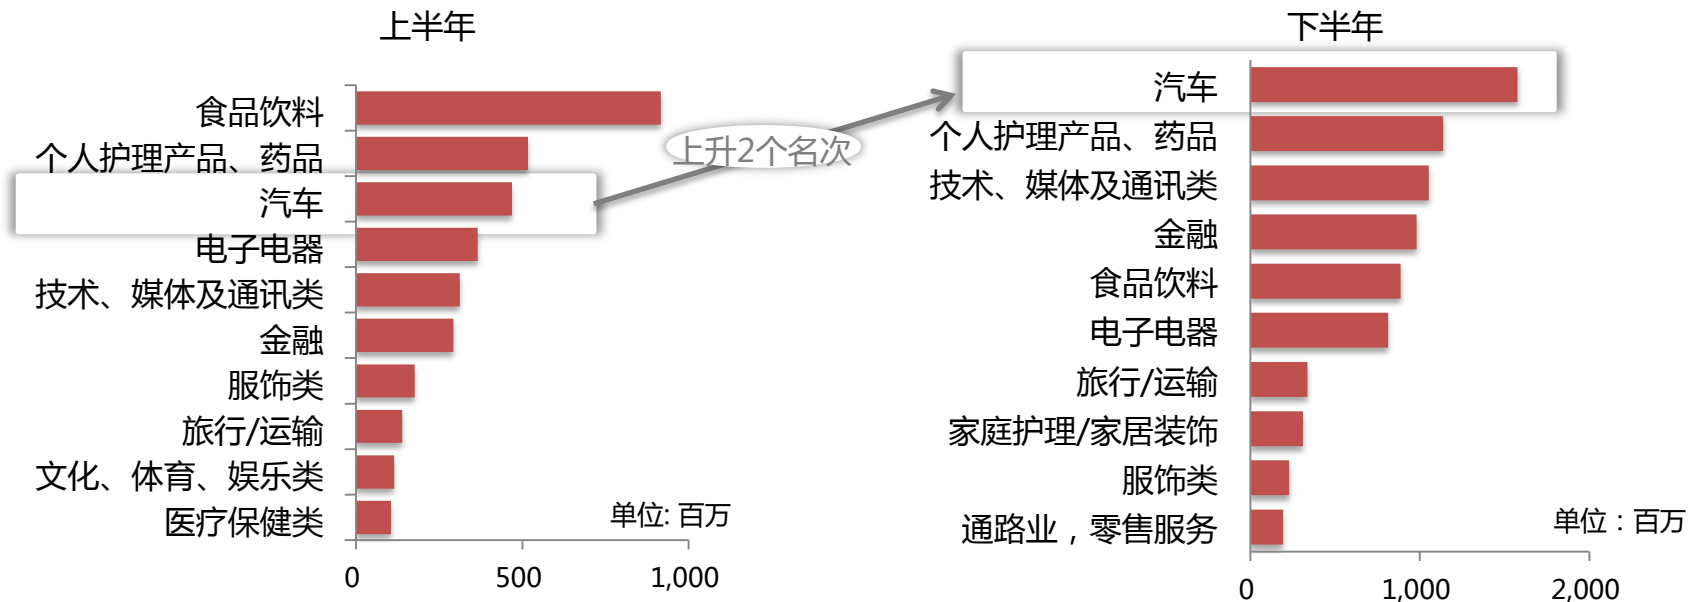 上半年
食品饮料
个人护理产品、药品
汽车
电子电器
技术、媒体及通讯类
金融
服饰类
旅行/运输
文化、体育、娱乐类
医疗保健类
单位: 百万
0 500 1,000
上升2个名次
下半年
汽车
个人护理产品、药品
技术、媒体及通讯类
金融
食品饮料
电子电器
旅行/运输
家庭护理/家居装饰
服饰类
通路业，零售服务
单位：百万
0 1,000 2,000